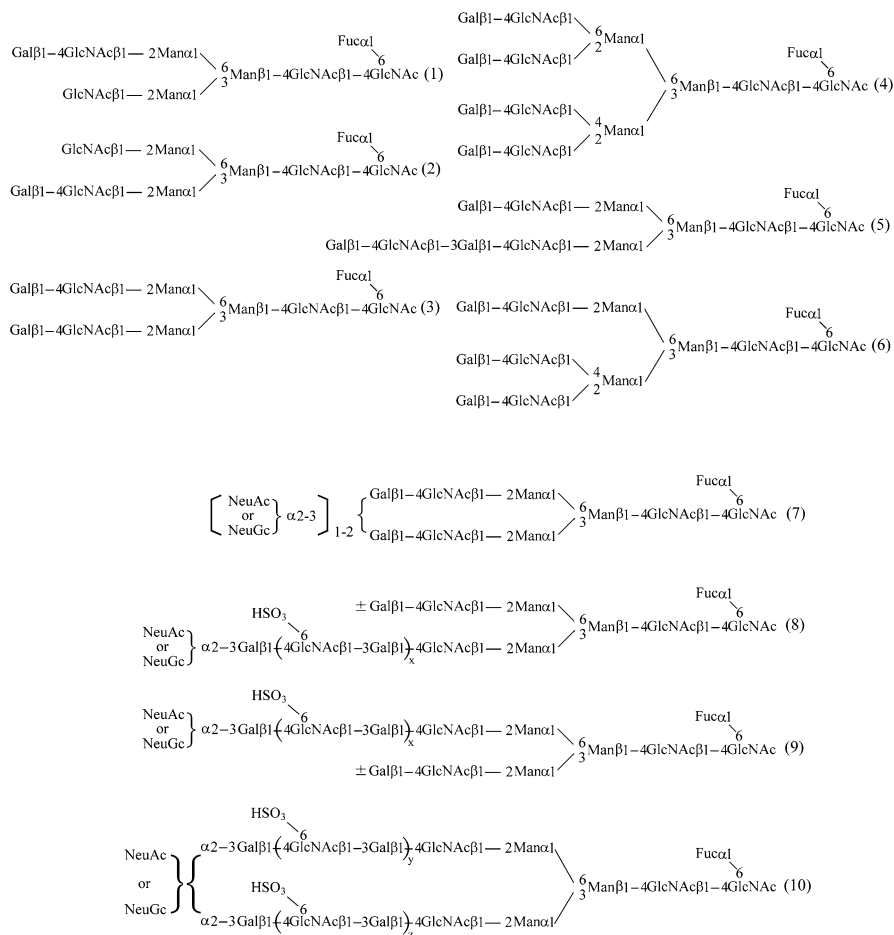 Fucα1
Galβ1–4GlcNAcβ1— 2Manα1
6
6
3 Manβ1–4GlcNAcβ1–4GlcNAc (1)
GlcNAcβ1— 2Manα1
Fucα1
GlcNAcβ1— 2Manα1
6
6
3 Manβ1–4GlcNAcβ1–4GlcNAc (2)
Galβ1–4GlcNAcβ1— 2Manα1
Fucα1
Galβ1–4GlcNAcβ1— 2Manα1
6
6
3 Manβ1–4GlcNAcβ1–4GlcNAc (3)
Galβ1–4GlcNAcβ1— 2Manα1
Galβ1–4GlcNAcβ1
6
2 Manα1
Galβ1–4GlcNAcβ1
Fucα1
6
6
3 Manβ1–4GlcNAcβ1–4GlcNAc (4)
Galβ1–4GlcNAcβ1
4
2 Manα1
Galβ1–4GlcNAcβ1
Fucα1
Galβ1–4GlcNAcβ1— 2Manα1
6
6
3 Manβ1–4GlcNAcβ1–4GlcNAc (5)
Galβ1–4GlcNAcβ1–3Galβ1–4GlcNAcβ1— 2Manα1
Galβ1–4GlcNAcβ1— 2Manα1
Fucα1
6
6
3 Manβ1–4GlcNAcβ1–4GlcNAc (6)
Galβ1–4GlcNAcβ1
4
2 Manα1
Galβ1–4GlcNAcβ1
Fucα1
NeuAc
or
NeuGc
α2-3
1-2
Galβ1–4GlcNAcβ1— 2Manα1
6
6
3 Manβ1–4GlcNAcβ1–4GlcNAc (7)
Galβ1–4GlcNAcβ1— 2Manα1
Fucα1
± Galβ1–4GlcNAcβ1— 2Manα1
6
6
3 Manβ1–4GlcNAcβ1–4GlcNAc (8)
HSO3
6
NeuAc
or
NeuGc
α2–3Galβ1–(4GlcNAcβ1–3Galβ1)x–4GlcNAcβ1— 2Manα1
HSO3
6
NeuAc
or
NeuGc
α2–3Galβ1–(4GlcNAcβ1–3Galβ1)x–4GlcNAcβ1— 2Manα1
Fucα1
6
6
3 Manβ1–4GlcNAcβ1–4GlcNAc (9)
± Galβ1–4GlcNAcβ1— 2Manα1
HSO3
6
α2–3Galβ1–(4GlcNAcβ1–3Galβ1)y–4GlcNAcβ1— 2Manα1
NeuAc
or
NeuGc
Fucα1
6
6
3 Manβ1–4GlcNAcβ1–4GlcNAc (10)
HSO3
6
α2–3Galβ1–(4GlcNAcβ1–3Galβ1) –4GlcNAcβ1— 2Manα1